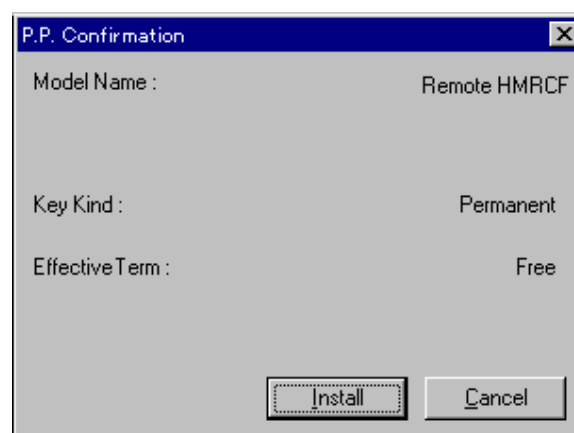 P.P. Confirmation
Model Name : Remote HMRCF
Key Kind : Permanent
Effective Term : Free
Install Cancel